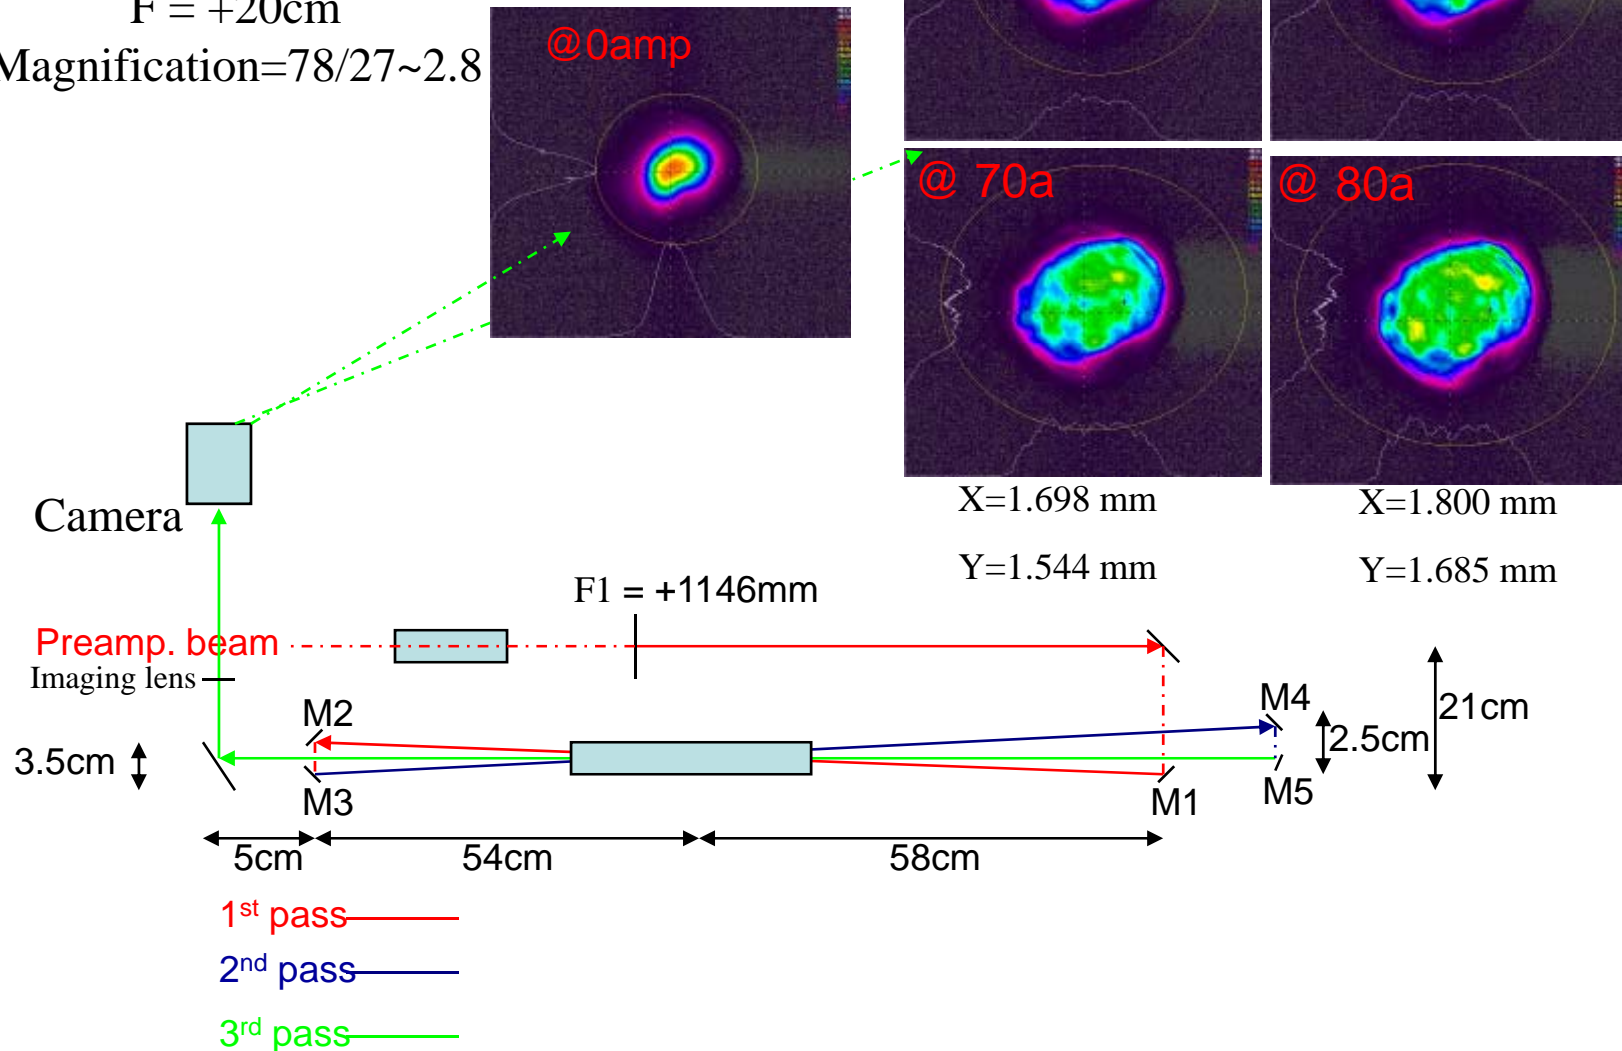 F = +20cm
Magnification=78/27~2.8
@0amp
@ 70a
@ 80a
X=1.698 mm
X=1.800 mm
Y=1.544 mm
Y=1.685 mm
Camera
F1 = +1146mm
Preamp. beam
Imaging lens
M2
M4
21cm
2.5cm
3.5cm
M3
M1
M5
5cm
54cm
58cm
1st pass
2nd pass
3rd pass